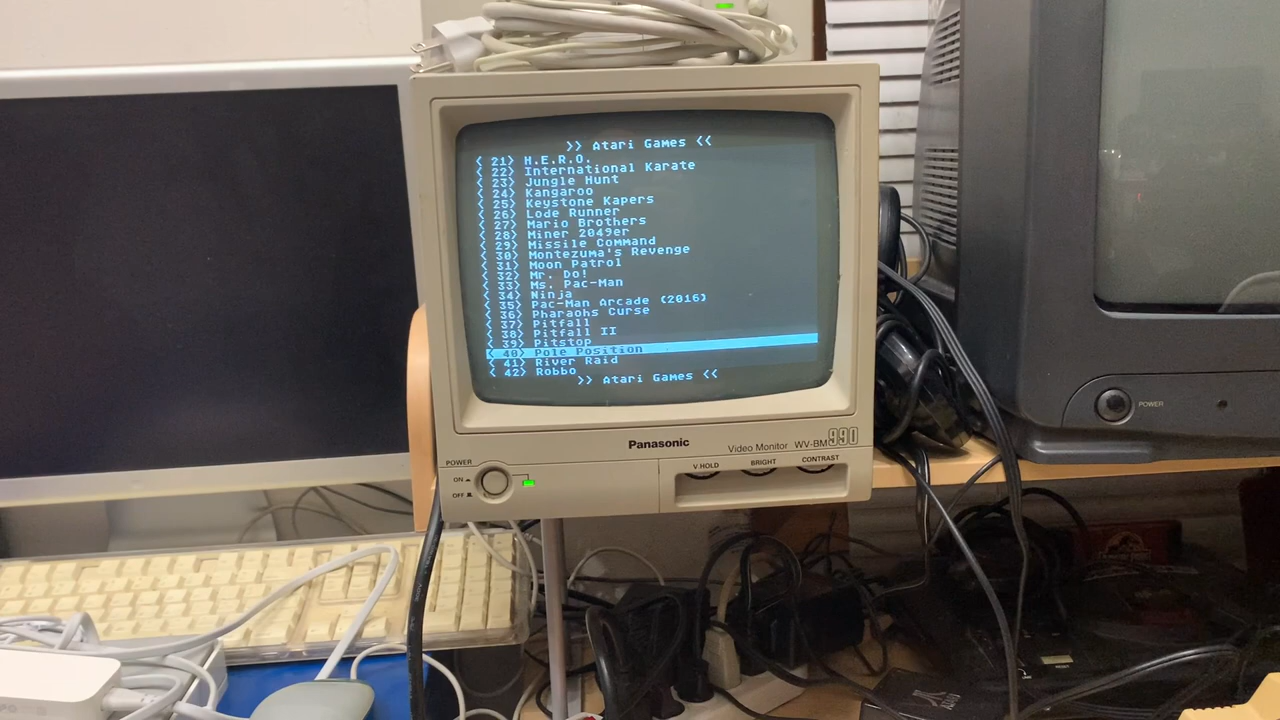 >> Atari Games <<
< 21> H.E.R.O.
< 22> International Karate
< 23> Jungle Hunt
< 24> Kangaroo
< 25> Keystone Kapers
< 26> Lode Runner
< 27> Mario Brothers
< 28> Miner 2049er
< 29> Missile Command
< 30> Montezuma's Revenge
< 31> Moon Patrol
< 32> Mr. Do!
< 33> Ms. Pac-Man
< 34> Ninja
< 35> Pac-Man Arcade (2016)
< 36> Pharaohs Curse
< 37> Pitfall
< 38> Pitfall II
< 39> Pitstop
< 40> Pole Position
< 41> River Raid
< 42> Robbo
>> Atari Games <<
Panasonic
Video Monitor WV-BM990
POWER
ON
OFF
V.HOLD
BRIGHT
CONTRAST
POWER
ATARI